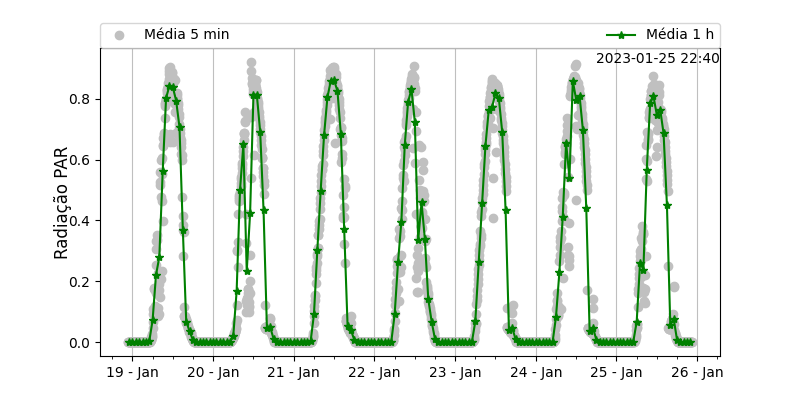 Média 5 min
Média 1 h
2023-01-25 22:40
Radiação PAR
0.8
0.6
0.4
0.2
0.0
19 - Jan
20 - Jan
21 - Jan
22 - Jan
23 - Jan
24 - Jan
25 - Jan
26 - Jan